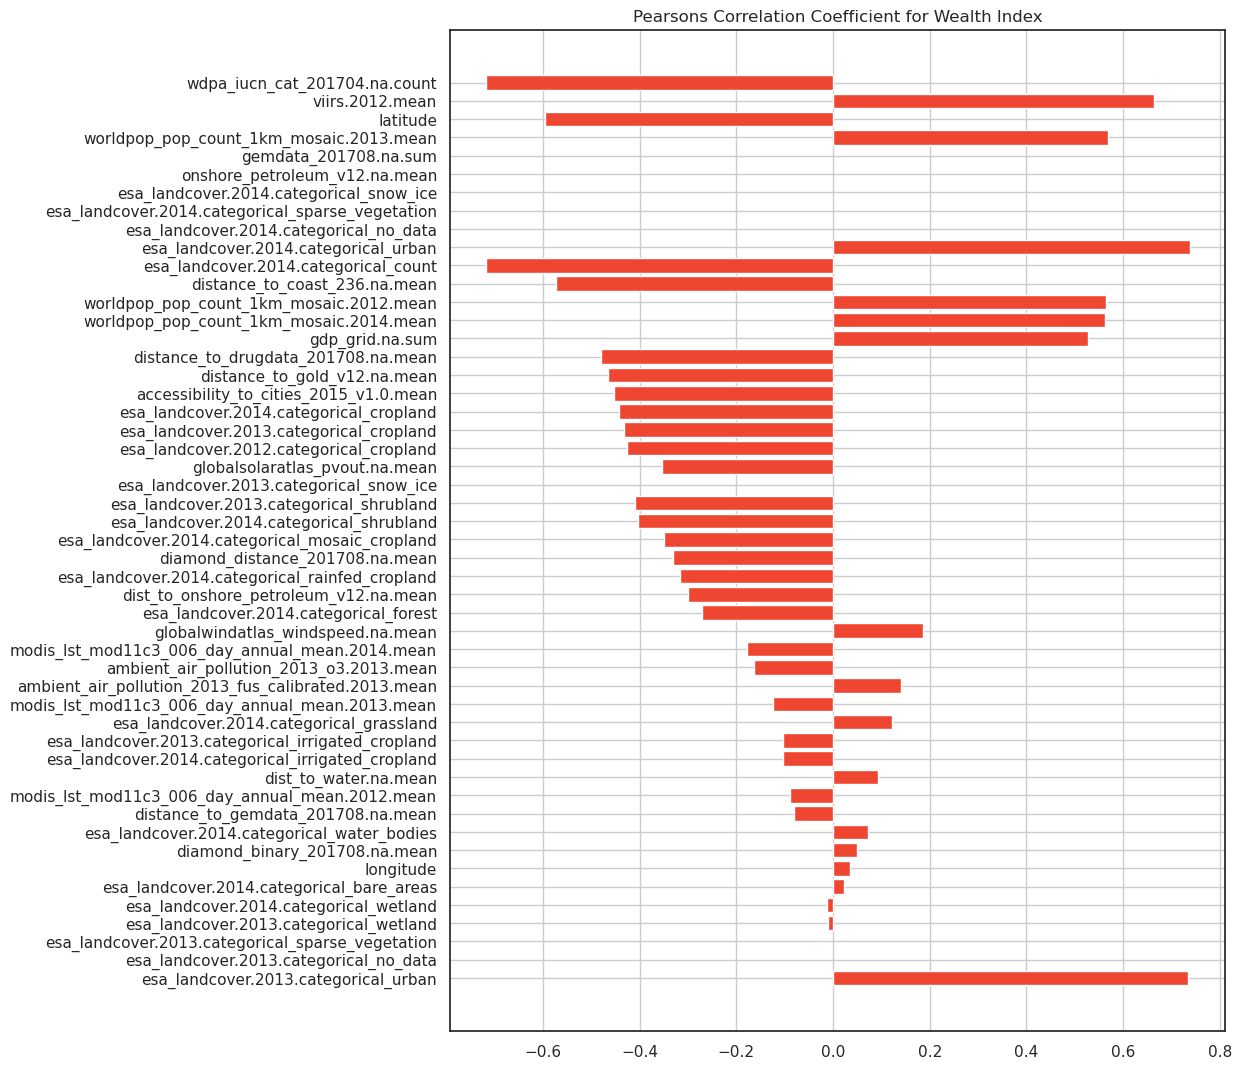 Pearsons Correlation Coefficient for Wealth Index
wdpa_iucn_cat_201704.na.count
viirs.2012.mean
latitude
worldpop_pop_count_1km_mosaic.2013.mean
gemdata_201708.na.sum
onshore_petroleum_v12.na.mean
esa_landcover.2014.categorical_snow_ice
esa_landcover.2014.categorical_sparse_vegetation
esa_landcover.2014.categorical_no_data
esa_landcover.2014.categorical_urban
esa_landcover.2014.categorical_count
distance_to_coast_236.na.mean
worldpop_pop_count_1km_mosaic.2012.mean
worldpop_pop_count_1km_mosaic.2014.mean
gdp_grid.na.sum
distance_to_drugdata_201708.na.mean
distance_to_gold_v12.na.mean
accessibility_to_cities_2015_v1.0.mean
esa_landcover.2014.categorical_cropland
esa_landcover.2013.categorical_cropland
esa_landcover.2012.categorical_cropland
globalsolaratlas_pvout.na.mean
esa_landcover.2013.categorical_snow_ice
esa_landcover.2013.categorical_shrubland
esa_landcover.2014.categorical_shrubland
esa_landcover.2014.categorical_mosaic_cropland
diamond_distance_201708.na.mean
esa_landcover.2014.categorical_rainfed_cropland
dist_to_onshore_petroleum_v12.na.mean
esa_landcover.2014.categorical_forest
globalwindatlas_windspeed.na.mean
modis_lst_mod11c3_006_day_annual_mean.2014.mean
ambient_air_pollution_2013_o3.2013.mean
ambient_air_pollution_2013_fus_calibrated.2013.mean
modis_lst_mod11c3_006_day_annual_mean.2013.mean
esa_landcover.2014.categorical_grassland
esa_landcover.2013.categorical_irrigated_cropland
esa_landcover.2014.categorical_irrigated_cropland
dist_to_water.na.mean
modis_lst_mod11c3_006_day_annual_mean.2012.mean
distance_to_gemdata_201708.na.mean
esa_landcover.2014.categorical_water_bodies
diamond_binary_201708.na.mean
longitude
esa_landcover.2014.categorical_bare_areas
esa_landcover.2014.categorical_wetland
esa_landcover.2013.categorical_wetland
esa_landcover.2013.categorical_sparse_vegetation
esa_landcover.2013.categorical_no_data
esa_landcover.2013.categorical_urban
−0.6 −0.4 −0.2 0.0 0.2 0.4 0.6 0.8